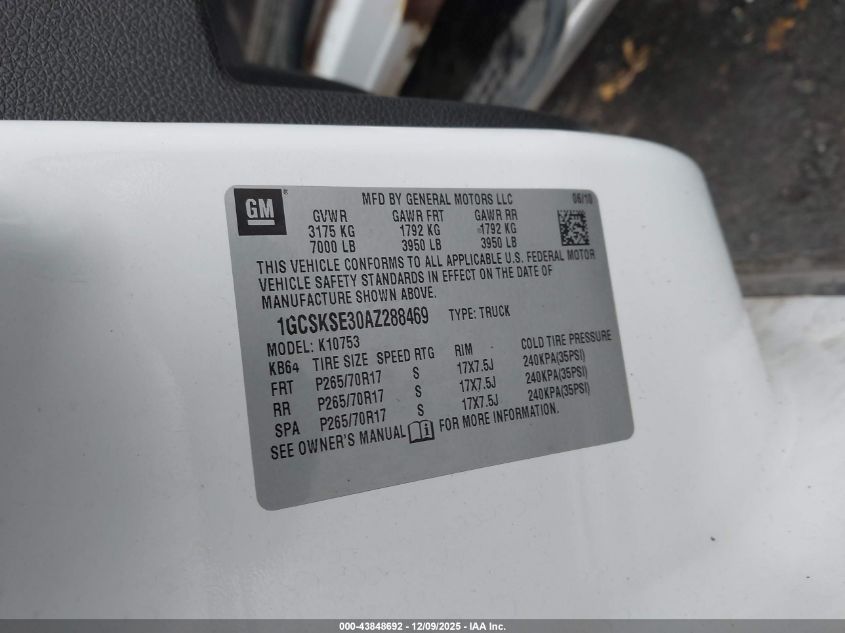 GM
®
MFD BY GENERAL MOTORS LLC 06/10
GVWR GAWR FRT GAWR RR
3175 KG 1792 KG 1792 KG
7000 LB 3950 LB 3950 LB
THIS VEHICLE CONFORMS TO ALL APPLICABLE U.S. FEDERAL MOTOR
VEHICLE SAFETY STANDARDS IN EFFECT ON THE DATE OF
MANUFACTURE SHOWN ABOVE.
1GCSKSE30AZ288469 TYPE: TRUCK
MODEL: K10753
KB64 TIRE SIZE SPEED RTG RIM COLD TIRE PRESSURE
FRT P265/70R17 S 17X7.5J 240KPA(35PSI)
RR P265/70R17 S 17X7.5J 240KPA(35PSI)
SPA P265/70R17 S 17X7.5J 240KPA(35PSI)
SEE OWNER'S MANUAL FOR MORE INFORMATION.
000-43848692 - 12/09/2025 - IAA Inc.